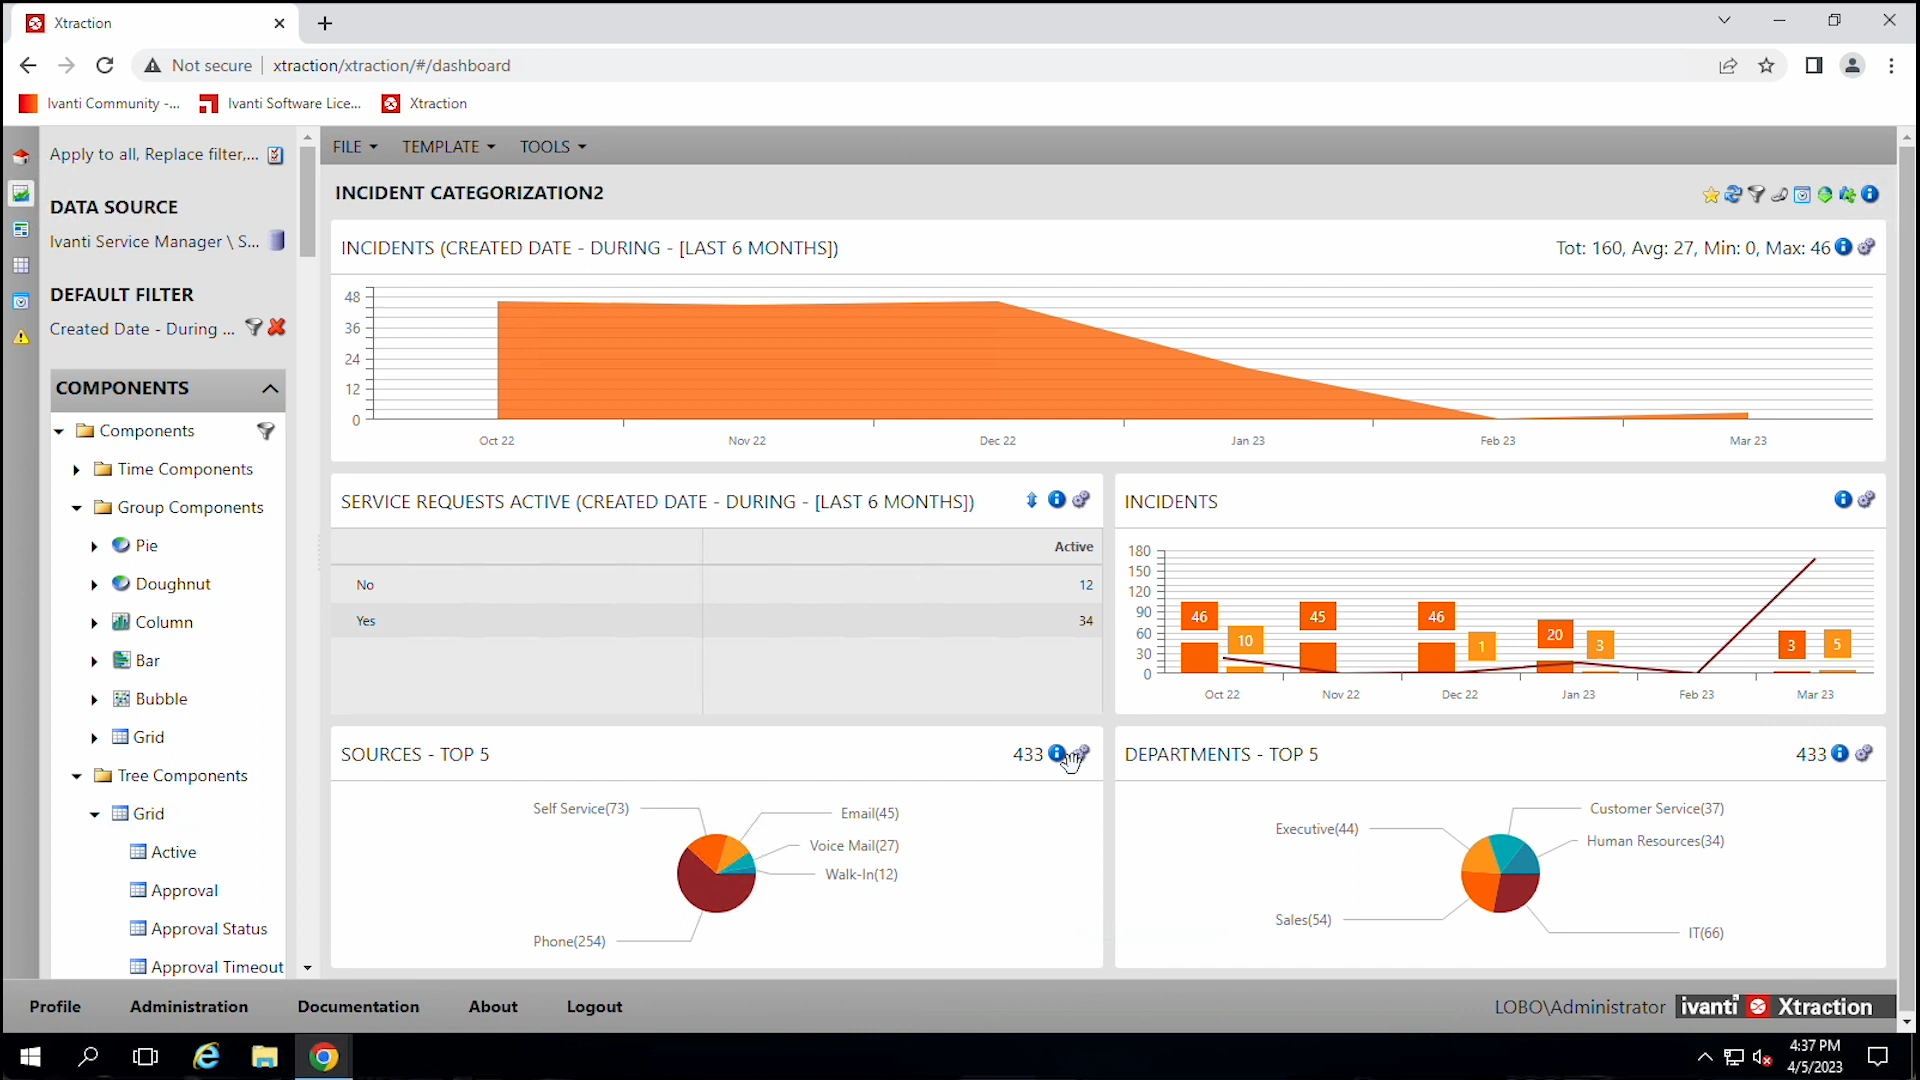 Xtraction
Not secure xtraction/xtraction/#/dashboard
Ivanti Community -... Ivanti Software Lice... Xtraction
Apply to all, Replace filter,...
DATA SOURCE
Ivanti Service Manager \ S...
DEFAULT FILTER
Created Date - During ...
COMPONENTS
Components
Time Components
Group Components
Pie
Doughnut
Column
Bar
Bubble
Grid
Tree Components
Grid
Active
Approval
Approval Status
Approval Timeout
FILE TEMPLATE TOOLS
INCIDENT CATEGORIZATION2
INCIDENTS (CREATED DATE - DURING - [LAST 6 MONTHS]) Tot: 160, Avg: 27, Min: 0, Max: 46
48
36
24
12
0
Oct 22 Nov 22 Dec 22 Jan 23 Feb 23 Mar 23
SERVICE REQUESTS ACTIVE (CREATED DATE - DURING - [LAST 6 MONTHS])
Active
No 12
Yes 34
INCIDENTS
180
150
120
90
60
30
0
46 10 45 46 1 20 3 3 5
Oct 22 Nov 22 Dec 22 Jan 23 Feb 23 Mar 23
SOURCES - TOP 5 433
Self Service(73)
Email(45)
Voice Mail(27)
Walk-In(12)
Phone(254)
DEPARTMENTS - TOP 5 433
Customer Service(37)
Executive(44)
Human Resources(34)
Sales(54)
IT(66)
Profile Administration Documentation About Logout LOBO\Administrator ivanti Xtraction
4:37 PM
4/5/2023